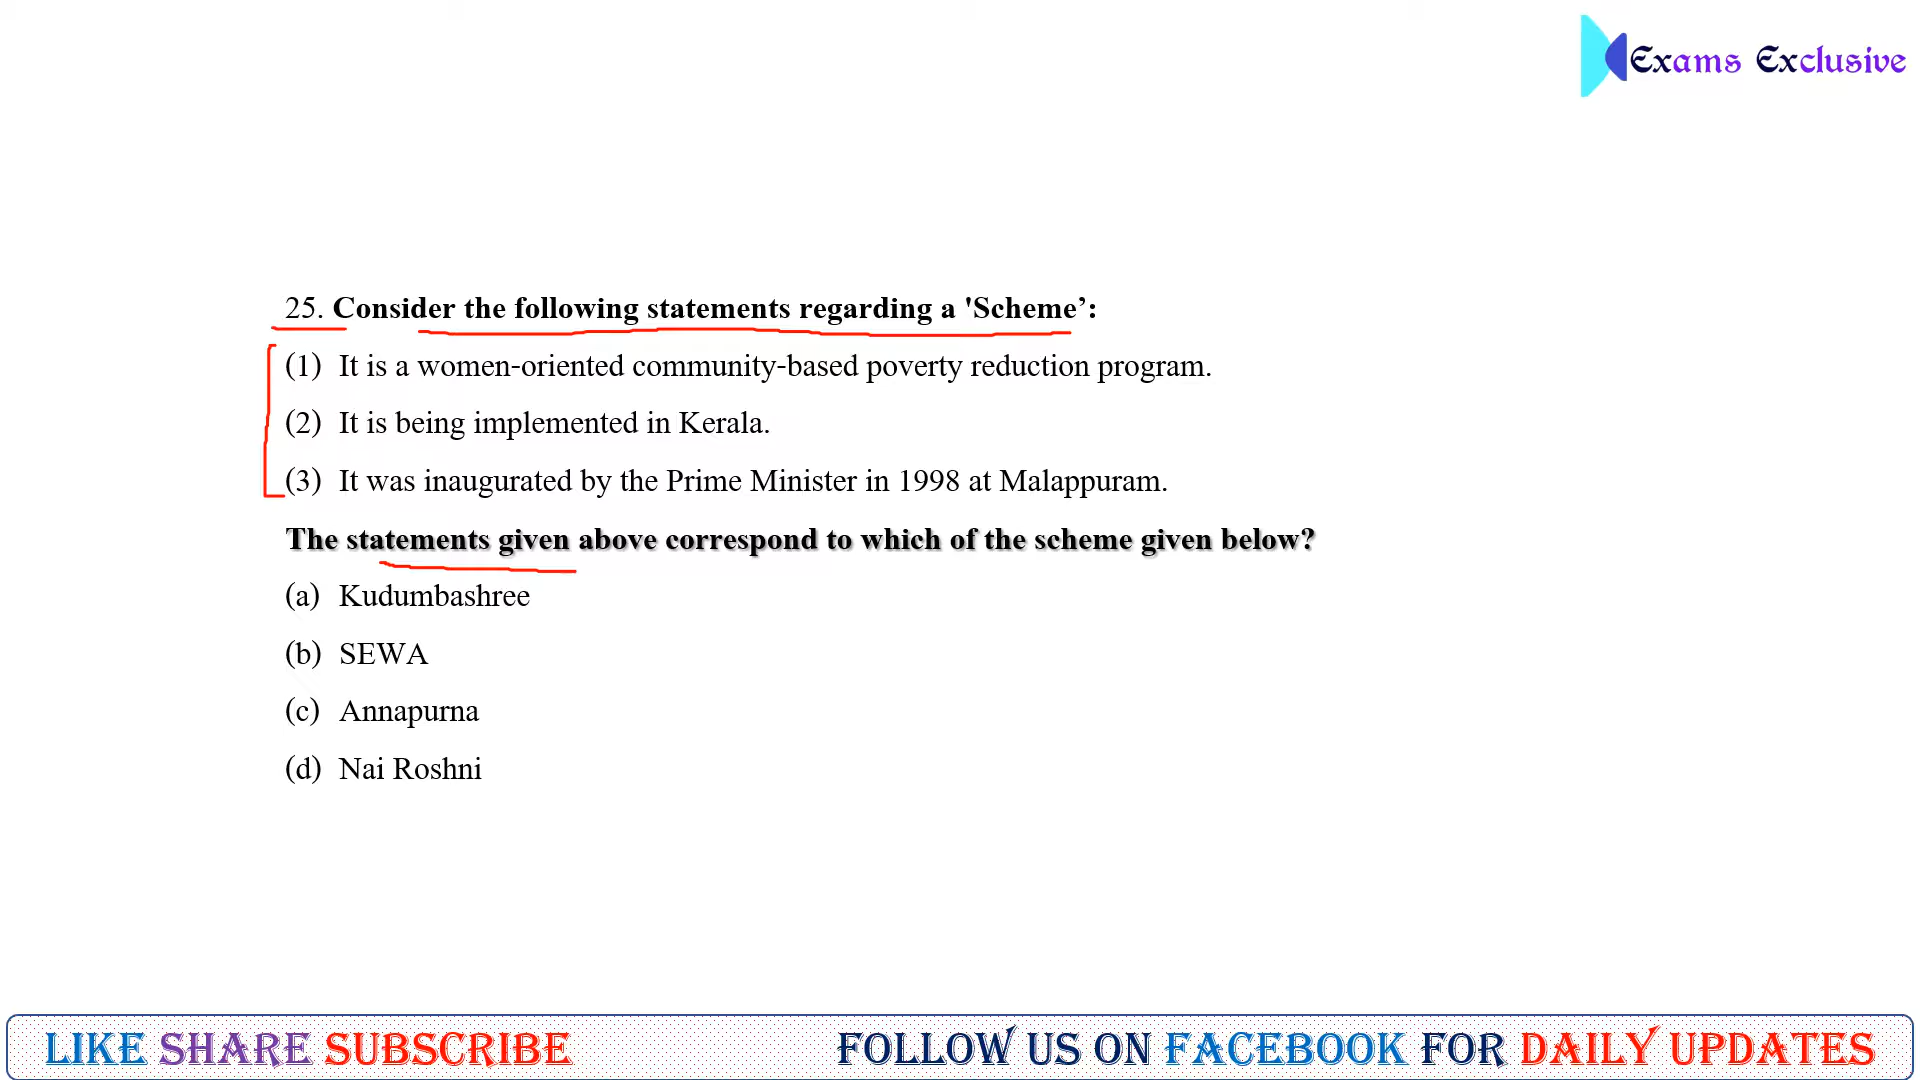 Exams Exclusive
25. Consider the following statements regarding a 'Scheme’:
(1) It is a women-oriented community-based poverty reduction program.
(2) It is being implemented in Kerala.
(3) It was inaugurated by the Prime Minister in 1998 at Malappuram.
The statements given above correspond to which of the scheme given below?
(a) Kudumbashree
(b) SEWA
(c) Annapurna
(d) Nai Roshni
LIKE SHARE SUBSCRIBE FOLLOW US ON FACEBOOK FOR DAILY UPDATES